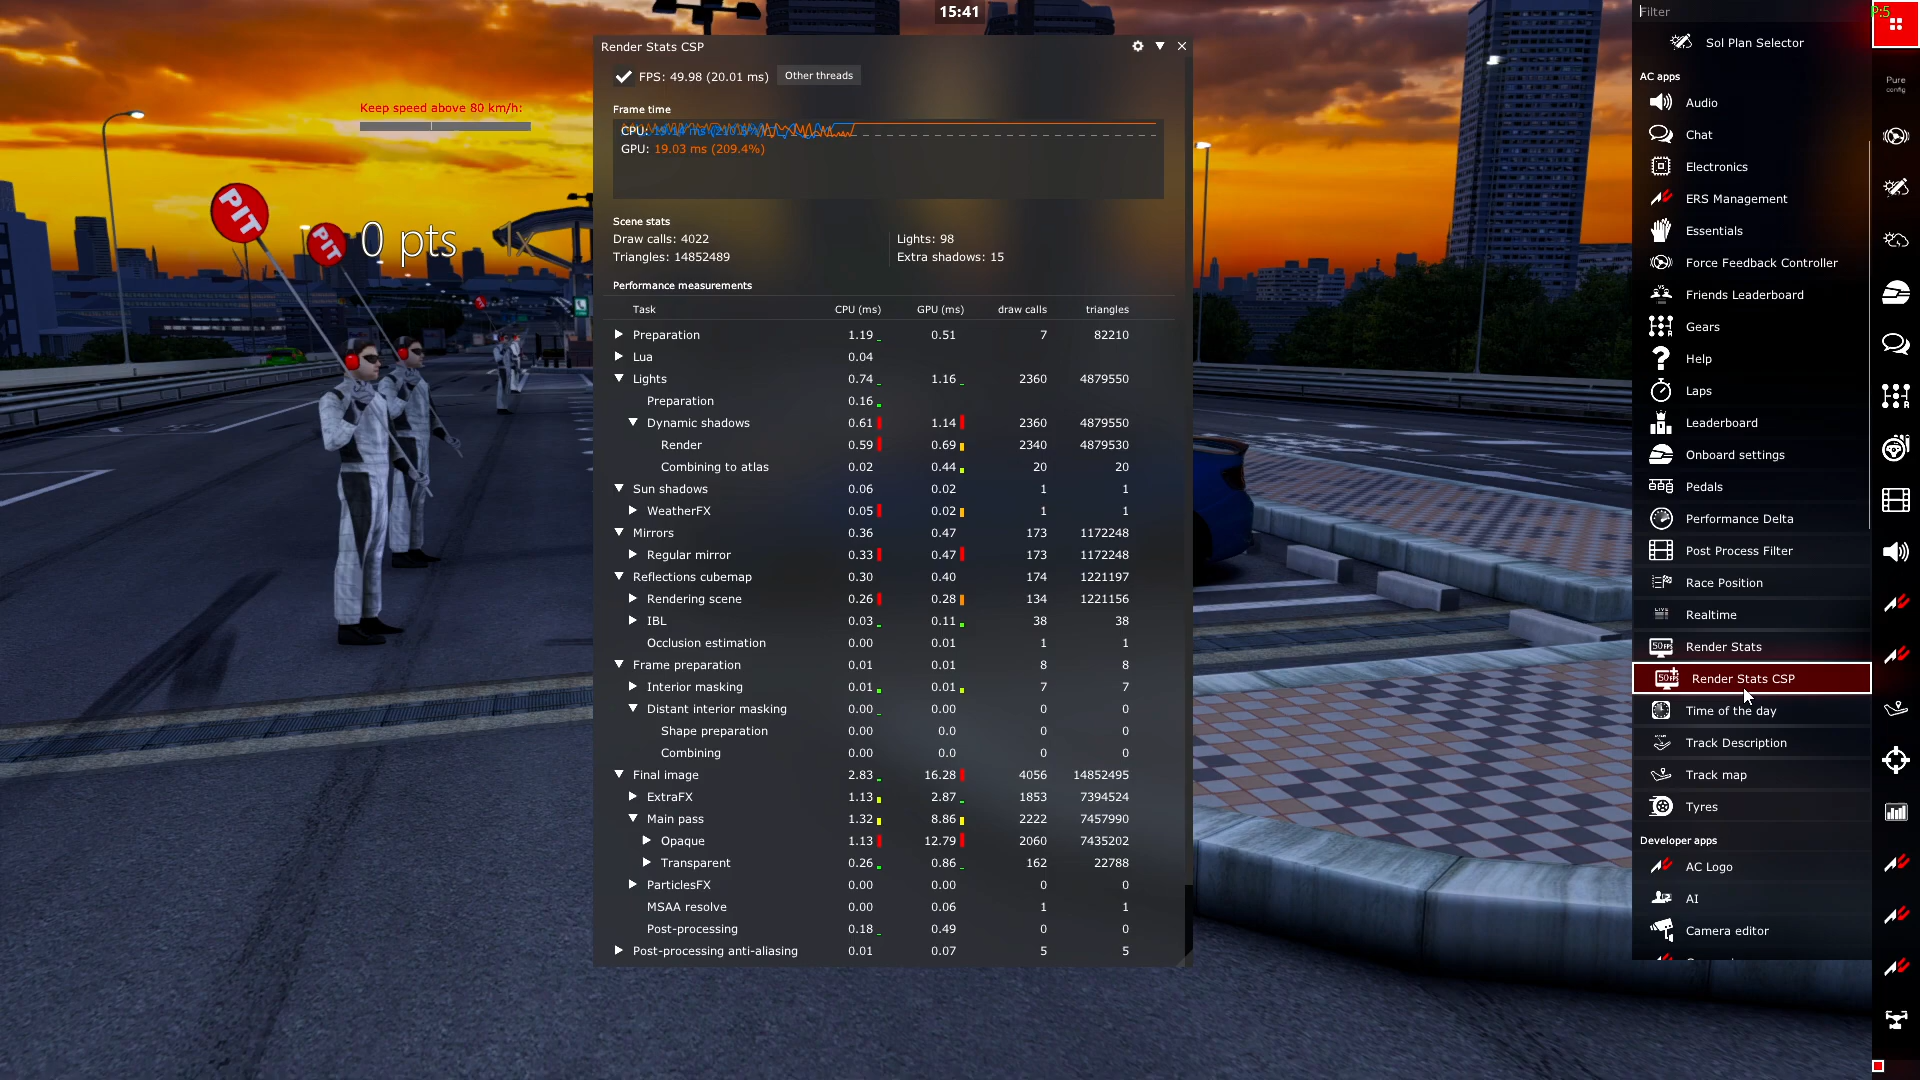 15:41
Keep speed above 80 km/h:
PIT
PIT
0 pts
1x
Render Stats CSP
FPS: 49.98 (20.01 ms)
Other threads
Frame time
CPU:
GPU: 19.03 ms (209.4%)
Scene stats
Draw calls: 4022
Lights: 98
Triangles: 14852489
Extra shadows: 15
Performance measurements
Task CPU (ms) GPU (ms) draw calls triangles
Preparation 1.19 0.51 7 82210
Lua 0.04
Lights 0.74 1.16 2360 4879550
Preparation 0.16
Dynamic shadows 0.61 1.14 2360 4879550
Render 0.59 0.69 2340 4879530
Combining to atlas 0.02 0.44 20 20
Sun shadows 0.06 0.02 1 1
WeatherFX 0.05 0.02 1 1
Mirrors 0.36 0.47 173 1172248
Regular mirror 0.33 0.47 173 1172248
Reflections cubemap 0.30 0.40 174 1221197
Rendering scene 0.26 0.28 134 1221156
IBL 0.03 0.11 38 38
Occlusion estimation 0.00 0.01 1 1
Frame preparation 0.01 0.01 8 8
Interior masking 0.01 0.01 7 7
Distant interior masking 0.00 0.00 0 0
Shape preparation 0.00 0.0 0 0
Combining 0.00 0.0 0 0
Final image 2.83 16.28 4056 14852495
ExtraFX 1.13 2.87 1853 7394524
Main pass 1.32 8.86 2222 7457990
Opaque 1.13 12.79 2060 7435202
Transparent 0.26 0.86 162 22788
ParticlesFX 0.00 0.00 0 0
MSAA resolve 0.00 0.06 1 1
Post-processing 0.18 0.49 0 0
Post-processing anti-aliasing 0.01 0.07 5 5
Filter
P:5
Sol Plan Selector
AC apps
Audio
Chat
Electronics
ERS Management
Essentials
Force Feedback Controller
Friends Leaderboard
Gears
Help
Laps
Leaderboard
Onboard settings
Pedals
Performance Delta
Post Process Filter
Race Position
Realtime
Render Stats
Render Stats CSP
Time of the day
Track Description
Track map
Tyres
Developer apps
AC Logo
AI
Camera editor
Pure
config